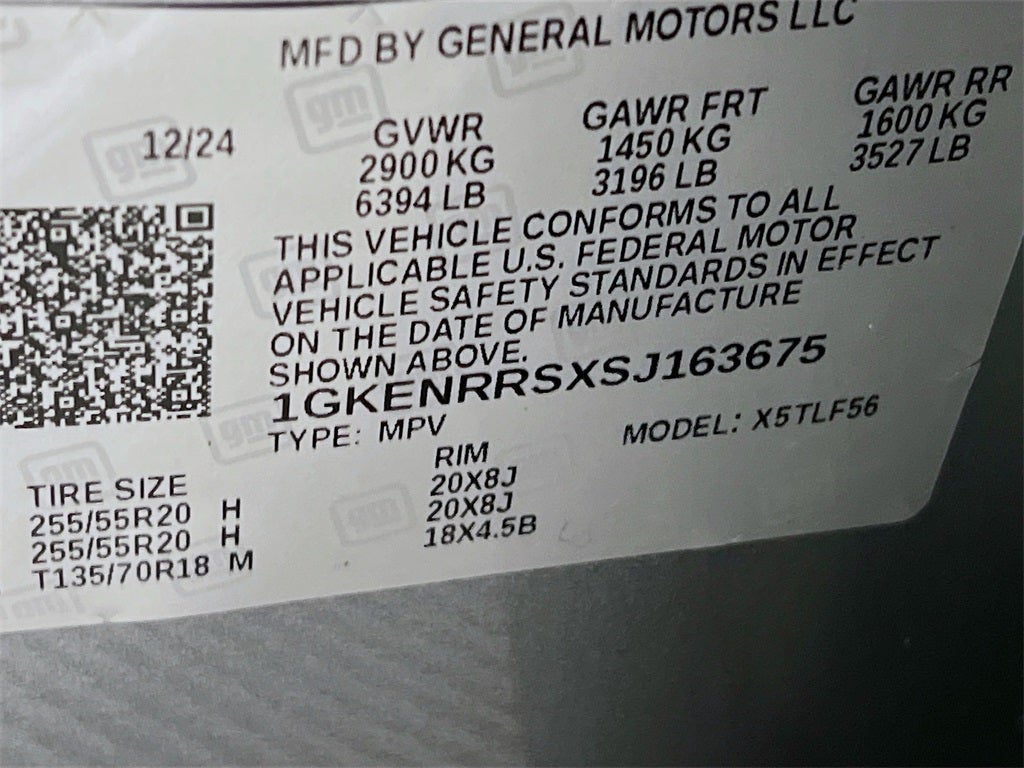 MFD BY GENERAL MOTORS LLC
12/24 GVWR GAWR FRT GAWR RR
2900 KG 1450 KG 1600 KG
6394 LB 3196 LB 3527 LB
THIS VEHICLE CONFORMS TO ALL
APPLICABLE U.S. FEDERAL MOTOR
VEHICLE SAFETY STANDARDS IN EFFECT
ON THE DATE OF MANUFACTURE
SHOWN ABOVE.
1GKENRRSXSJ163675
TYPE: MPV MODEL: X5TLF56
TIRE SIZE RIM
255/55R20 H 20X8J
255/55R20 H 20X8J
T135/70R18 M 18X4.5B